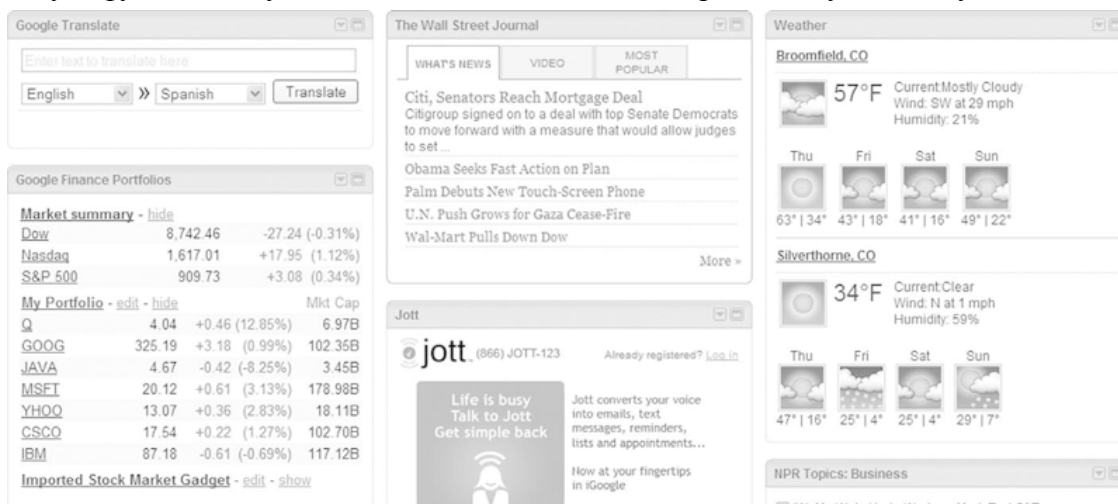 Google Translate
Enter text to translate here
English » Spanish Translate
Google Finance Portfolios
Market summary - hide
Dow 8,742.46 -27.24 (-0.31%)
Nasdaq 1,617.01 +17.95 (1.12%)
S&P 500 909.73 +3.08 (0.34%)
My Portfolio - edit - hide Mkt Cap
Q 4.04 +0.46 (12.85%) 6.97B
GOOG 325.19 +3.18 (0.99%) 102.35B
JAVA 4.67 -0.42 (-8.25%) 3.45B
MSFT 20.12 +0.61 (3.13%) 178.98B
YHOO 13.07 +0.36 (2.83%) 18.11B
CSCO 17.54 +0.22 (1.27%) 102.70B
IBM 87.18 -0.61 (-0.69%) 117.12B
Imported Stock Market Gadget - edit - show
The Wall Street Journal
WHAT'S NEWS VIDEO MOST
POPULAR
Citi, Senators Reach Mortgage Deal
Citigroup signed on to a deal with top Senate Democrats
to move forward with a measure that would allow judges
to set ...
Obama Seeks Fast Action on Plan
Palm Debuts New Touch-Screen Phone
U.N. Push Grows for Gaza Cease-Fire
Wal-Mart Pulls Down Dow
More »
Jott
jott (866) JOTT-123 Already registered? Log in
Life is busy
Talk to Jott
Get simple back
Jott converts your voice
into emails, text
messages, reminders,
lists and appointments...
Now at your fingertips
in iGoogle
Weather
Broomfield, CO
57°F
Current:Mostly Cloudy
Wind: SW at 29 mph
Humidity: 21%
Thu Fri Sat Sun
63° | 34° 43° | 18° 41° | 16° 49° | 22°
Silverthorne, CO
34°F
Current:Clear
Wind: N at 1 mph
Humidity: 59%
Thu Fri Sat Sun
47° | 16° 25° | 4° 25° | 4° 29° | 7°
NPR Topics: Business